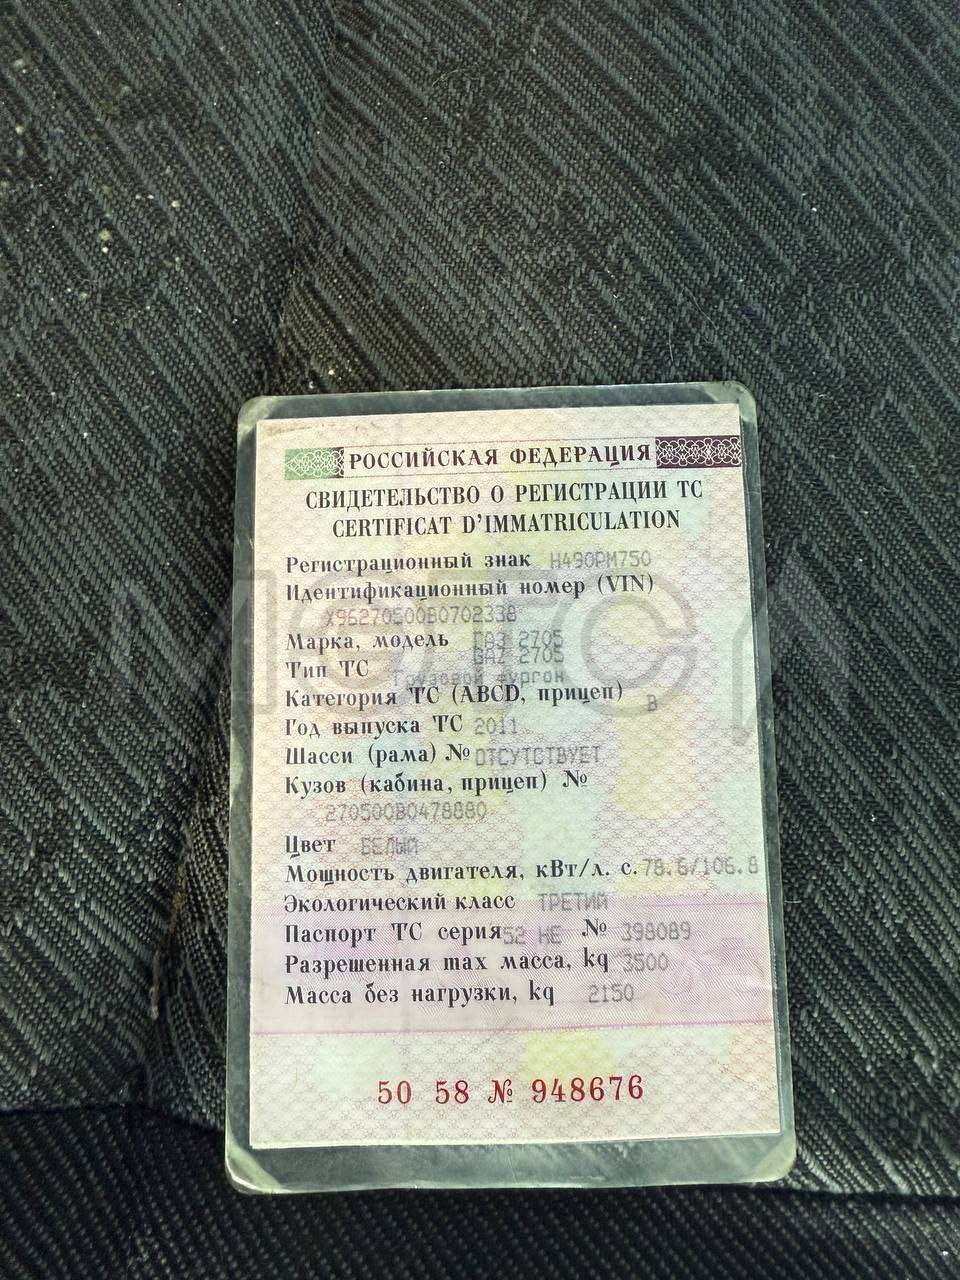 РОССИЙСКАЯ ФЕДЕРАЦИЯ
СВИДЕТЕЛЬСТВО О РЕГИСТРАЦИИ ТС
CERTIFICAT D'IMMATRICULATION
Регистрационный знак Н490РМ750
Идентификационный номер (VIN)
X96270500B0702338
Марка, модель ГАЗ 2705
GAZ 2705
Тип ТС Грузовой фургон
Категория ТС (ABCD, прицеп) B
Год выпуска ТС 2011
Шасси (рама) № ОТСУТСТВУЕТ
Кузов (кабина, прицеп) №
270500B0478880
Цвет БЕЛЫЙ
Мощность двигателя, кВт/л. с. 78.6/106.8
Экологический класс ТРЕТИЙ
Паспорт ТС серия 52 НЕ № 398089
Разрешенная max масса, kg 3500
Масса без нагрузки, kg 2150
50 58 № 948676